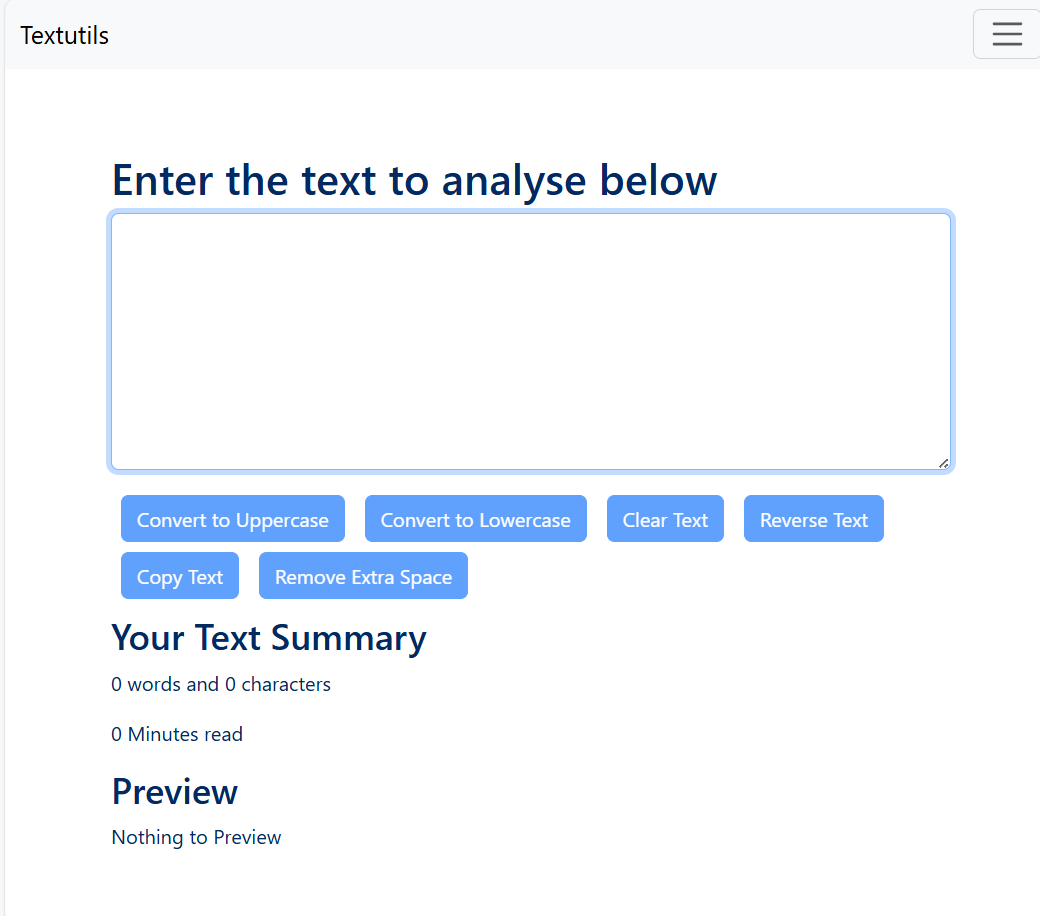 Textutils
Enter the text to analyse below
Convert to Uppercase Convert to Lowercase Clear Text Reverse Text
Copy Text Remove Extra Space
Your Text Summary
0 words and 0 characters
0 Minutes read
Preview
Nothing to Preview